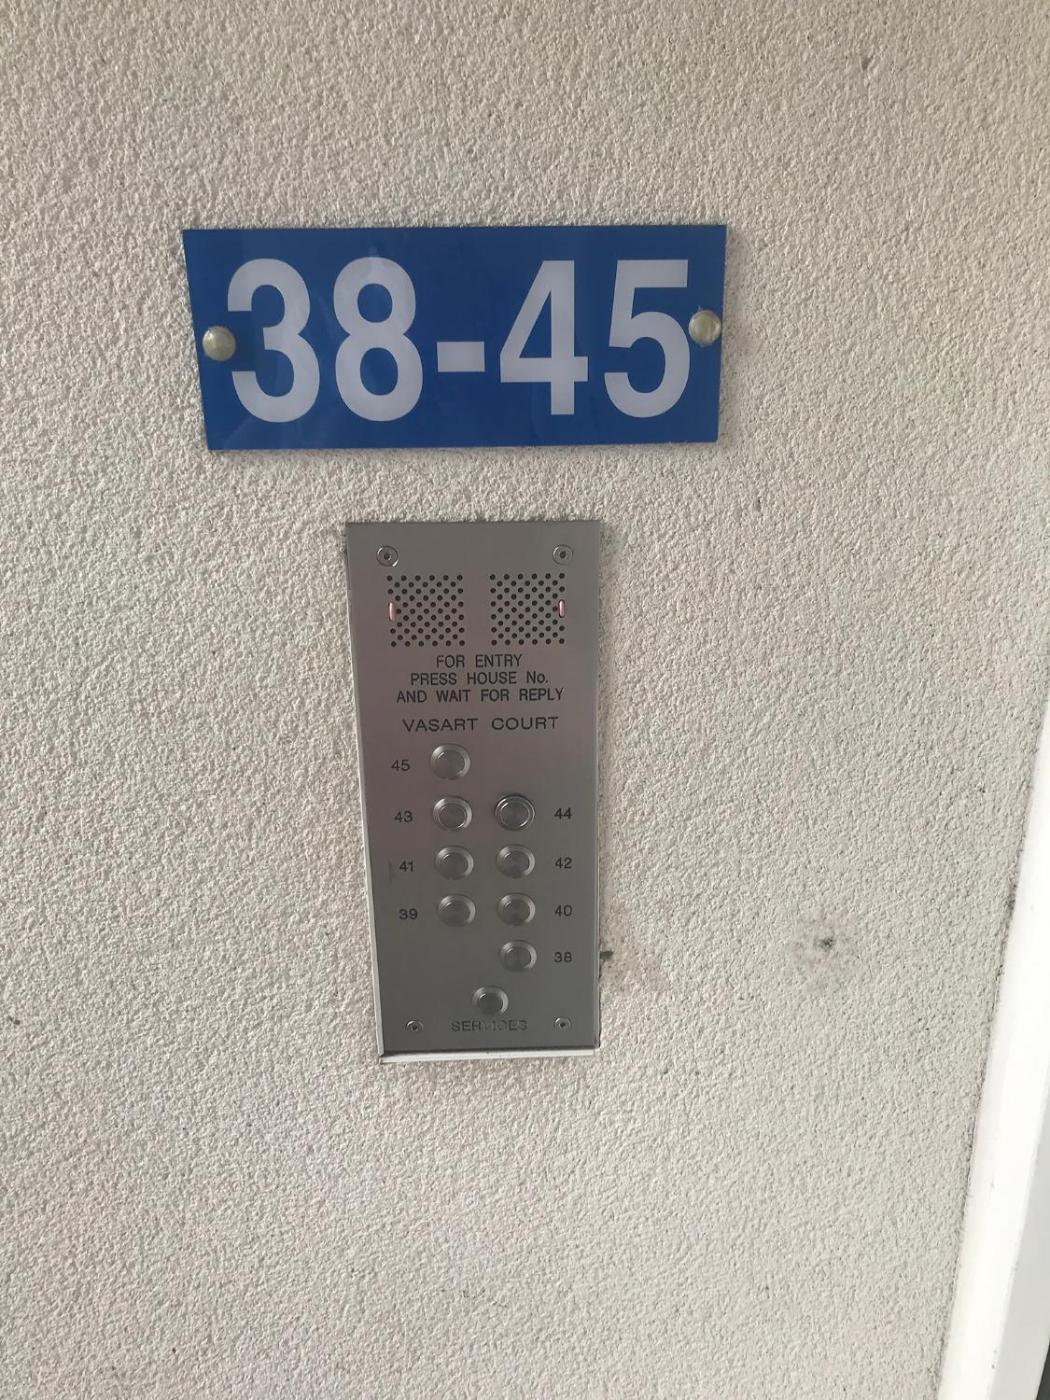 38-45
FOR ENTRY
PRESS HOUSE No.
AND WAIT FOR REPLY
VASART COURT
45
43 44
41 42
39 40
38
SERVICES